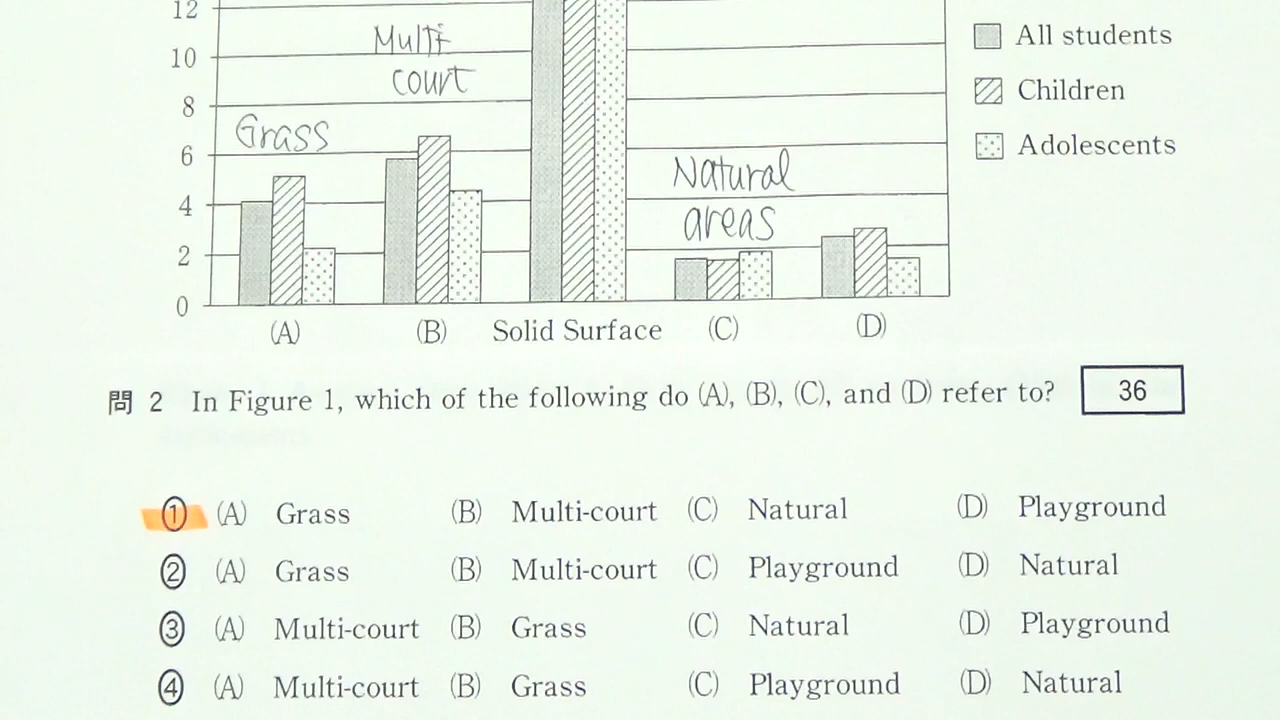 12
Multi
All students
10
court
Children
8
Grass
Adolescents
6
Natural
4
areas
2
0
(A) (B) Solid Surface (C) (D)
問 2 In Figure 1, which of the following do (A), (B), (C), and (D) refer to? 36
① (A) Grass (B) Multi-court (C) Natural (D) Playground
② (A) Grass (B) Multi-court (C) Playground (D) Natural
③ (A) Multi-court (B) Grass (C) Natural (D) Playground
④ (A) Multi-court (B) Grass (C) Playground (D) Natural